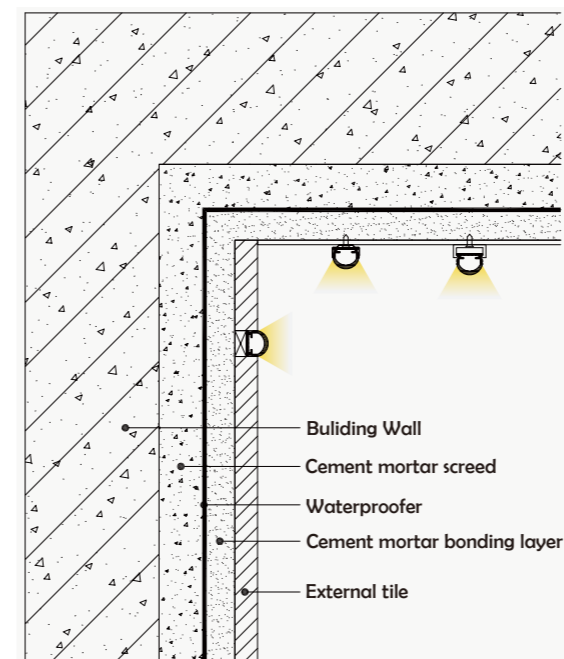 Buliding Wall
Cement mortar screed
Waterproofer
Cement mortar bonding layer
External tile